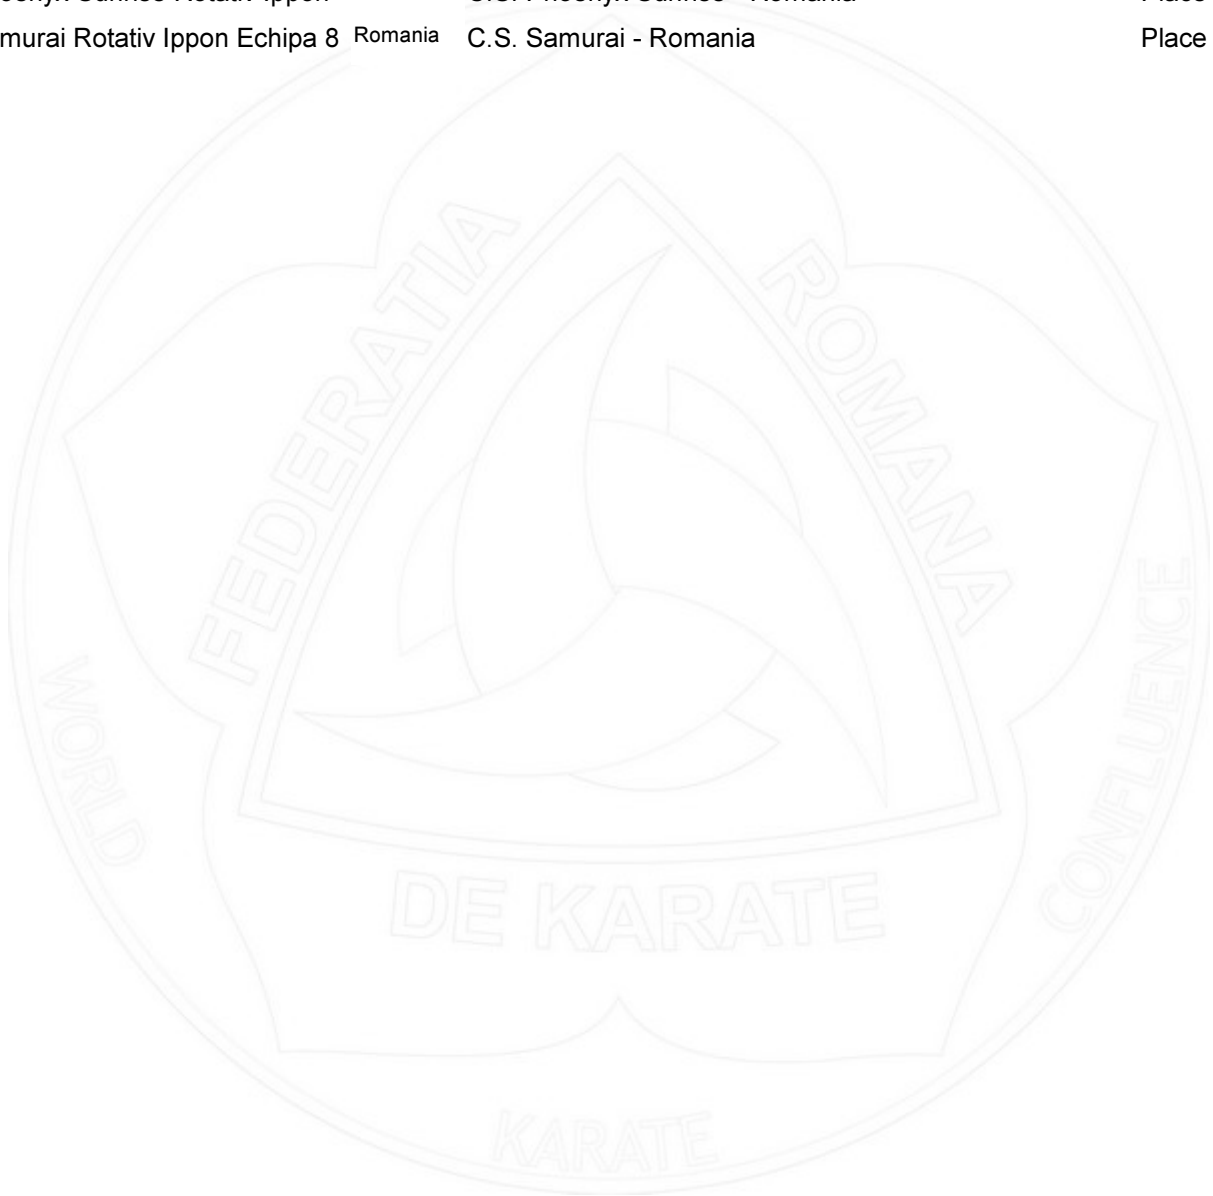 murai Rotativ Ippon Echipa 8 Romania C.S. Samurai - Romania Place
FEDERATIA ROMANA
DE KARATE
WORLD
KARATE
CONFLUENCE